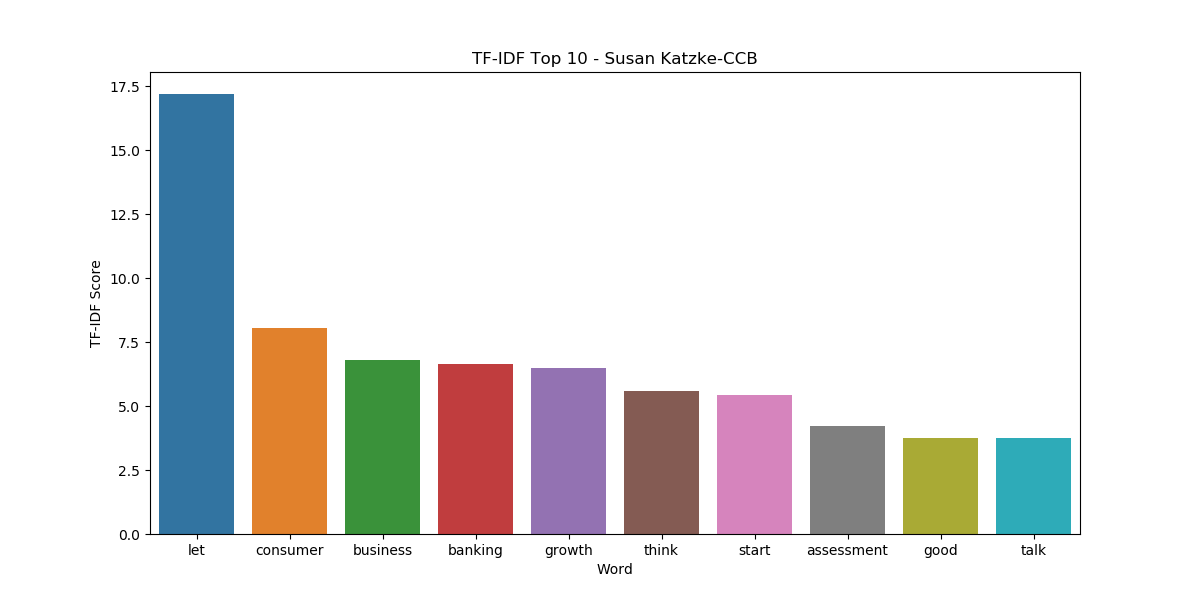 TF-IDF Top 10 - Susan Katzke-CCB
TF-IDF Score
17.5
15.0
12.5
10.0
7.5
5.0
2.5
0.0
let consumer business banking growth think start assessment good talk
Word